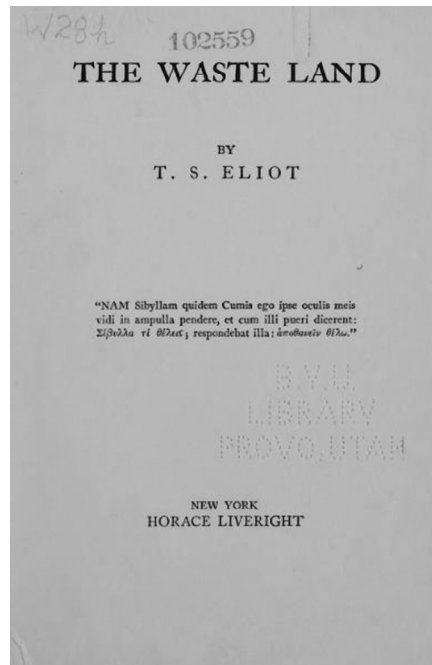 W28h
102559
THE WASTE LAND
BY
T. S. ELIOT
"NAM Sibyllam quidem Cumis ego ipse oculis meis
vidi in ampulla pendere, et cum illi pueri dicerent:
Σίβυλλα τί θέλεις; respondebat illa: ἀποθανεῖν θέλω."
B.Y.U.
LIBRARY
PROVO, UTAH
NEW YORK
HORACE LIVERIGHT